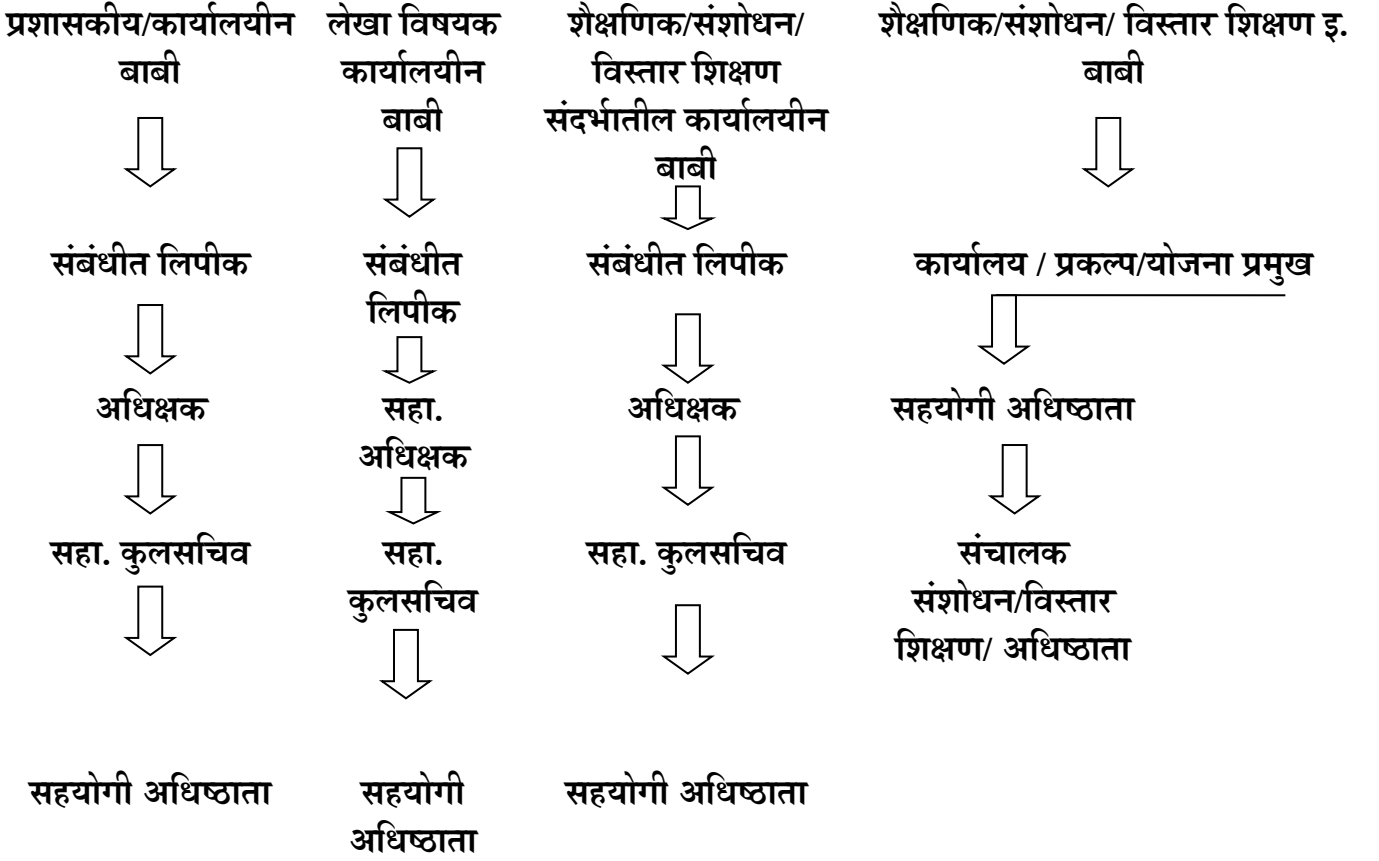 प्रशासकीय/कार्यालयीन
बाबी
संबंधीत लिपीक
अधिक्षक
सहा. कुलसचिव
सहयोगी अधिष्ठाता
लेखा विषयक
कार्यालयीन
बाबी
संबंधीत
लिपीक
सहा.
अधिक्षक
सहा.
कुलसचिव
सहयोगी
अधिष्ठाता
शैक्षणिक/संशोधन/
विस्तार शिक्षण
संदर्भातील कार्यालयीन
बाबी
संबंधीत लिपीक
अधिक्षक
सहा. कुलसचिव
सहयोगी अधिष्ठाता
शैक्षणिक/संशोधन/ विस्तार शिक्षण इ.
बाबी
कार्यालय / प्रकल्प/योजना प्रमुख
सहयोगी अधिष्ठाता
संचालक
संशोधन/विस्तार
शिक्षण/ अधिष्ठाता